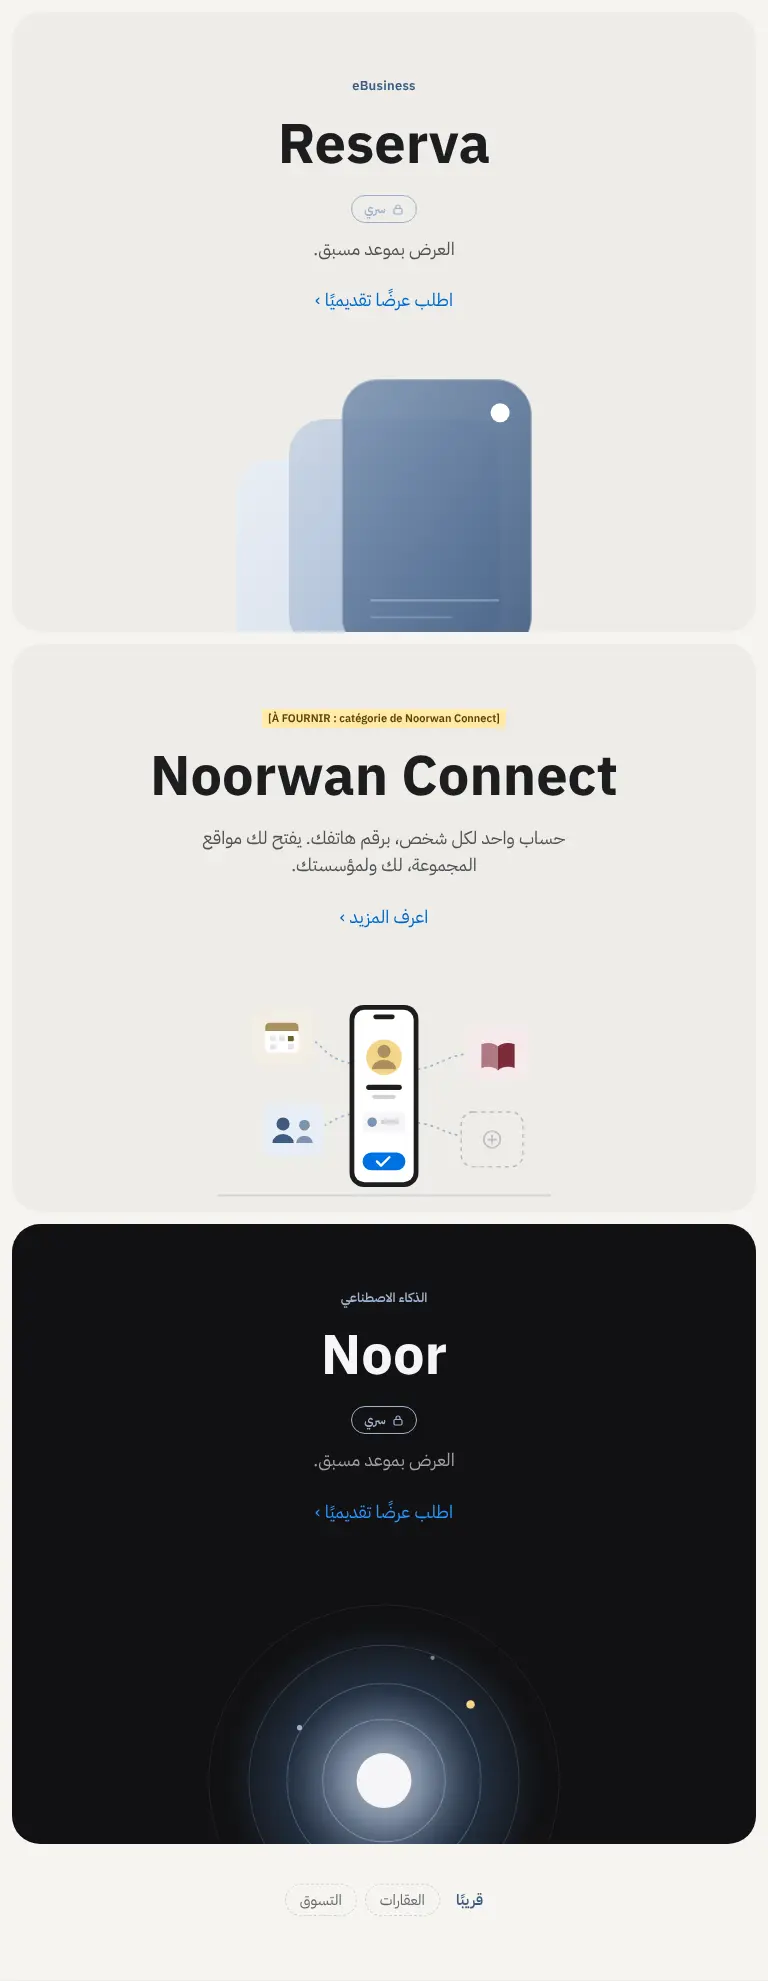 eBusiness
Reserva
سري
العرض بموعد مسبق.
اطلب عرضًا تقديميًا ›
[À FOURNIR : catégorie de Noorwan Connect]
Noorwan Connect
حساب واحد لكل شخص، برقم هاتفك. يفتح لك مواقع
المجموعة، لك ولمؤسستك.
اعرف المزيد ›
الذكاء الاصطناعي
Noor
سري
العرض بموعد مسبق.
اطلب عرضًا تقديميًا ›
قريبًا العقارات التسوق